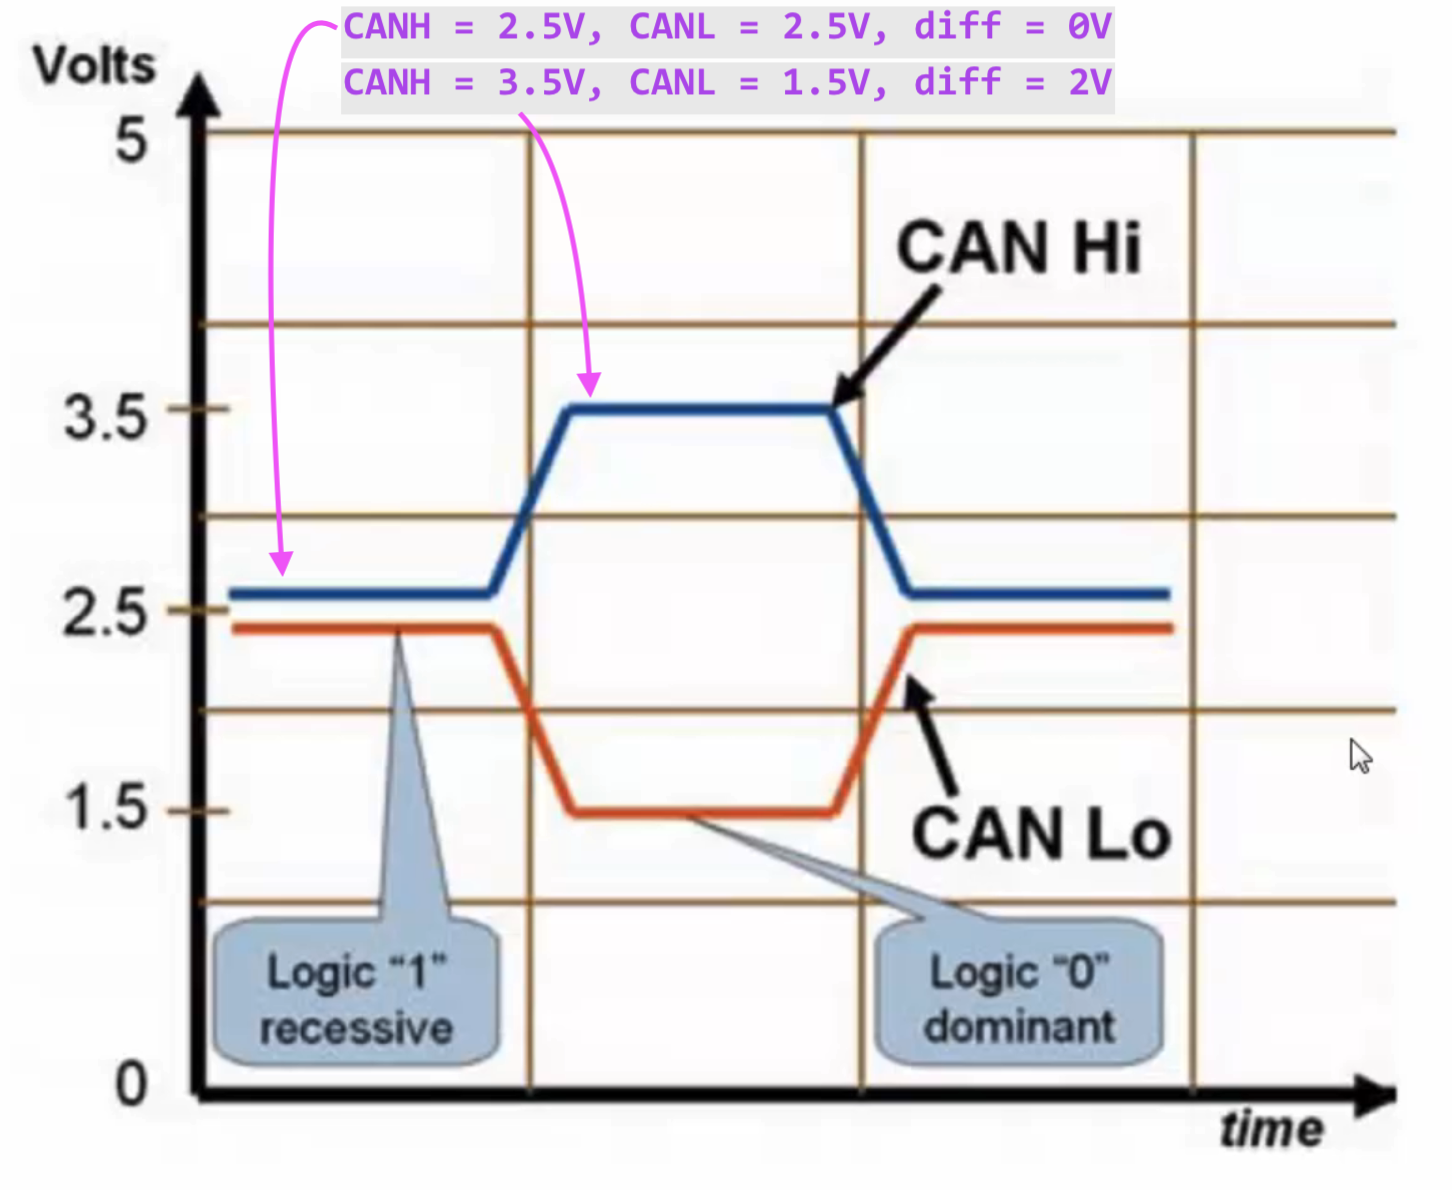 CANH = 2.5V, CANL = 2.5V, diff = 0V
Volts
CANH = 3.5V, CANL = 1.5V, diff = 2V
5
CAN Hi
3.5
2.5
1.5
CAN Lo
Logic “1”
recessive
Logic “0”
dominant
0
time